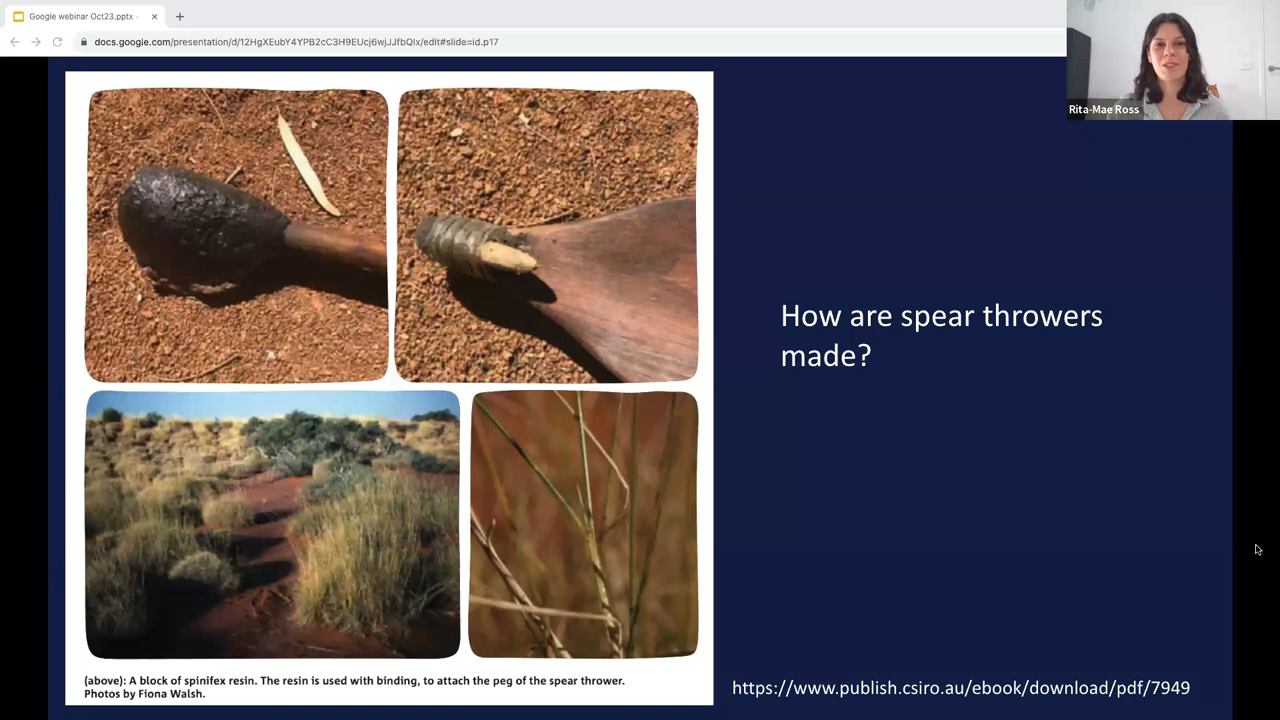 Google webinar Oct23.pptx
docs.google.com/presentation/d/12HgXEubY4YPB2cC3H9EUcj6wjJJfbQIx/edit#slide=id.p17
Rita-Mae Ross
How are spear throwers
made?
(above): A block of spinifex resin. The resin is used with binding, to attach the peg of the spear thrower.
Photos by Fiona Walsh.
https://www.publish.csiro.au/ebook/download/pdf/7949